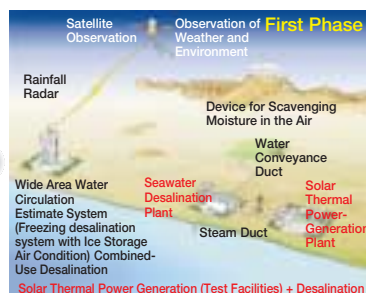 Satellite
Observation
Observation of
Weather and
Environment
First Phase
Rainfall
Radar
Device for Scavenging
Moisture in the Air
Water
Conveyance
Duct
Wide Area Water
Circulation
Estimate System
(Freezing desalination
system with Ice Storage
Air Condition) Combined-
Use Desalination
Seawater
Desalination
Plant
Steam Duct
Solar
Thermal
Power-
Generation
Plant
Solar Thermal Power Generation (Test Facilities) + Desalination